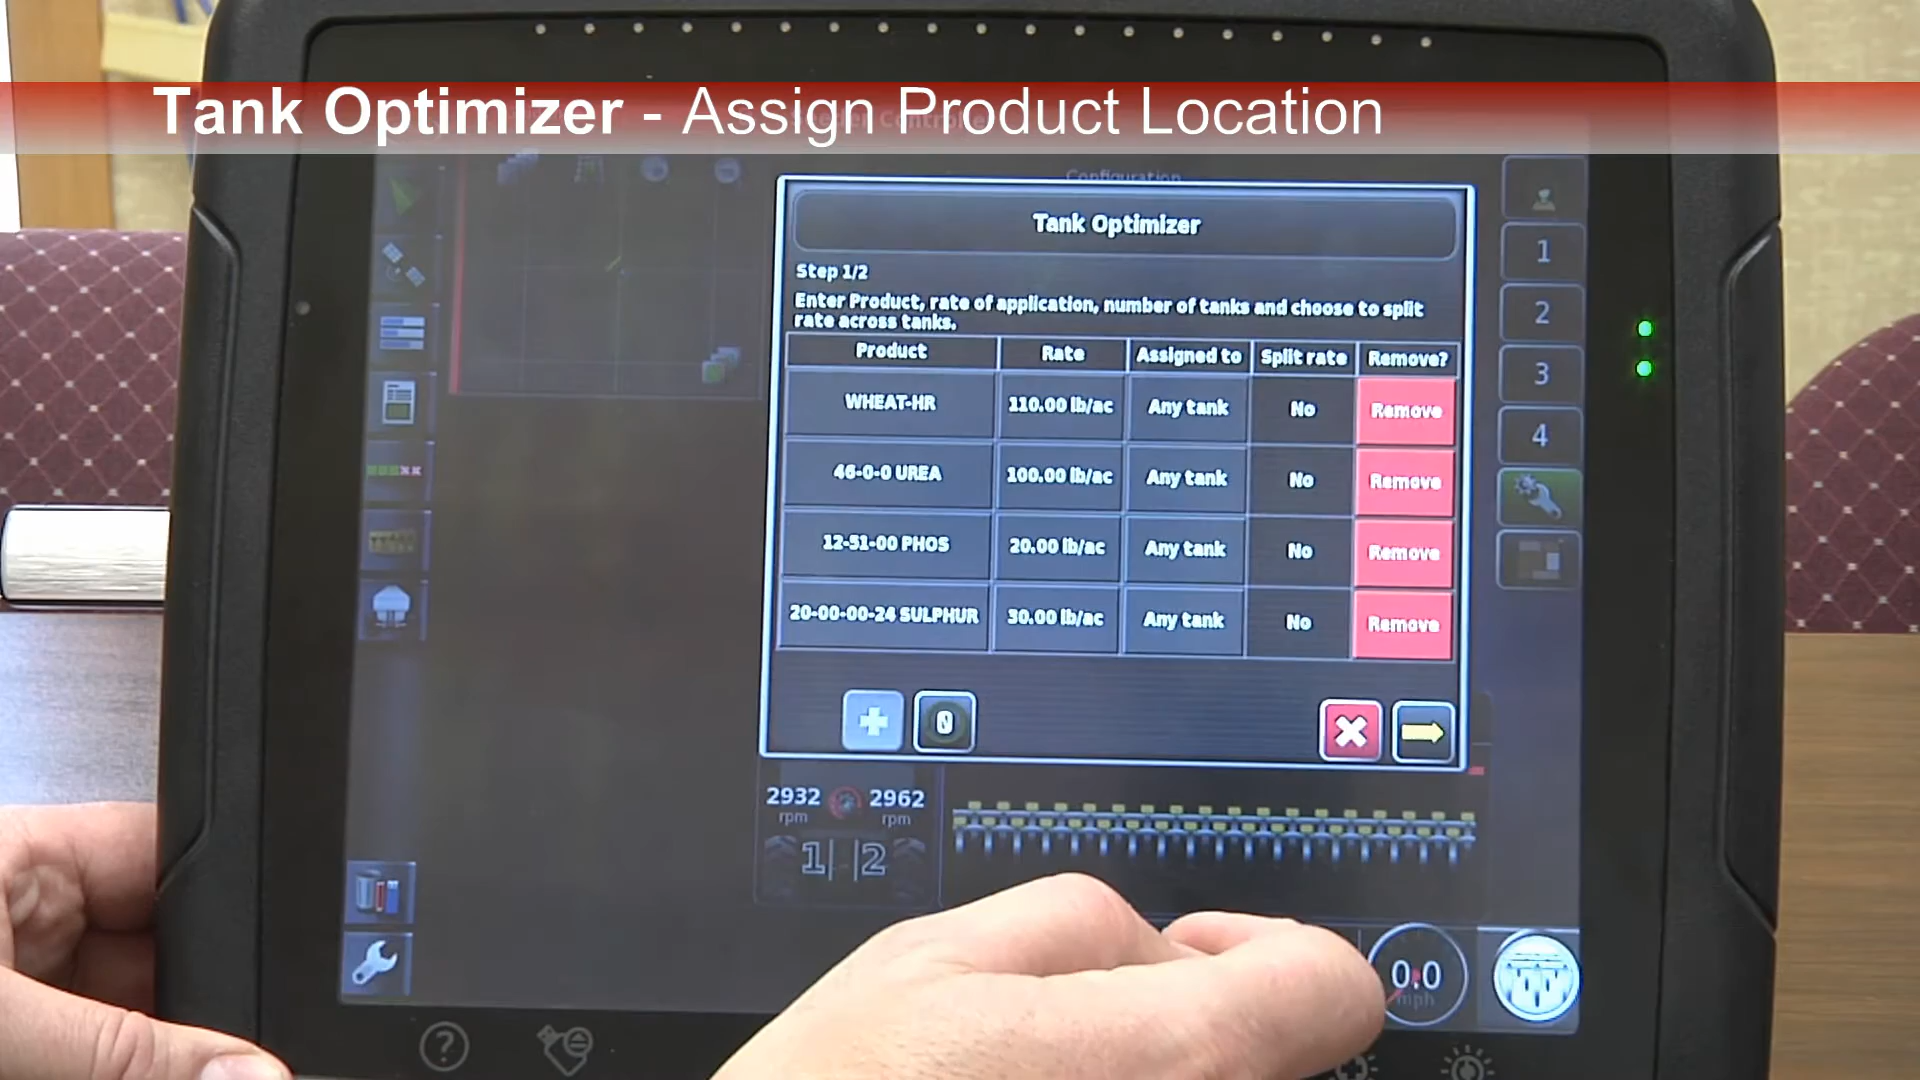 Tank Optimizer - Assign Product Location
Configuration
Tank Optimizer
Step 1/2
Enter Product, rate of application, number of tanks and choose to split
rate across tanks.
Product Rate Assigned to Split rate Remove?
WHEAT-HR 110.00 lb/ac Any tank No Remove
46-0-0 UREA 100.00 lb/ac Any tank No Remove
12-51-00 PHOS 20.00 lb/ac Any tank No Remove
20-00-00-24 SULPHUR 30.00 lb/ac Any tank No Remove
0
1
2
3
4
2932 2962
rpm rpm
1 2
0.0
mph